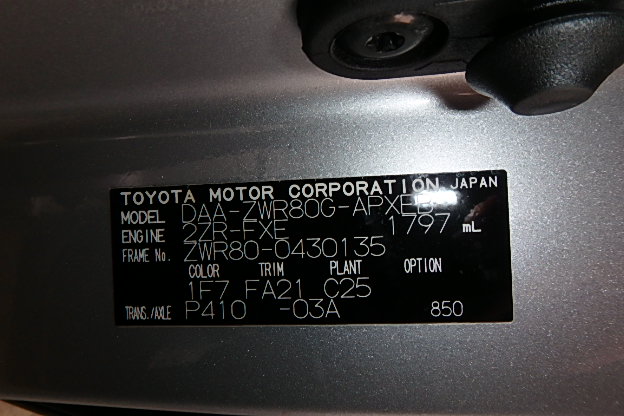 TOYOTA MOTOR CORPORATION JAPAN
MODEL DAA-ZWR80G-APXEB
ENGINE 2ZR-FXE 1797 mL
FRAME No. ZWR80-0430135
COLOR TRIM PLANT OPTION
1F7 FA21 C25
TRANS./AXLE P410 -03A 850